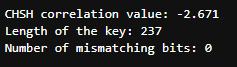 CHSH correlation value: -2.671
Length of the key: 237
Number of mismatching bits: 0